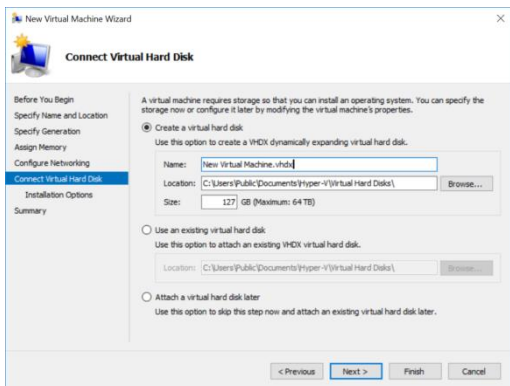 New Virtual Machine Wizard
Connect Virtual Hard Disk
Before You Begin
Specify Name and Location
Specify Generation
Assign Memory
Configure Networking
Connect Virtual Hard Disk
Installation Options
Summary
A virtual machine requires storage so that you can install an operating system. You can specify the
storage now or configure it later by modifying the virtual machine's properties.
Create a virtual hard disk
Use this option to create a VHDX dynamically expanding virtual hard disk.
Name: New Virtual Machine.vhdx
Location: C:\Users\Public\Documents\Hyper-V\Virtual Hard Disks\ Browse...
Size: 127 GB (Maximum: 64 TB)
Use an existing virtual hard disk
Use this option to attach an existing VHDX virtual hard disk.
Location: C:\Users\Public\Documents\Hyper-V\Virtual Hard Disks\ Browse...
Attach a virtual hard disk later
Use this option to skip this step now and attach an existing virtual hard disk later.
< Previous Next > Finish Cancel